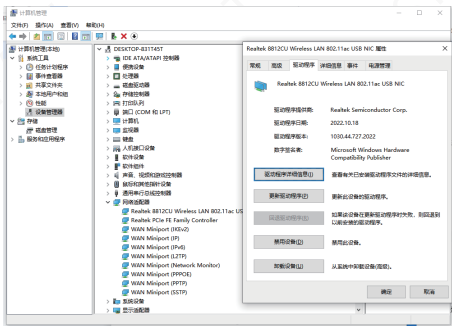 计算机管理
文件(F) 操作(A) 查看(V) 帮助(H)
计算机管理(本地)
系统工具
任务计划程序
事件查看器
共享文件夹
本地用户和组
性能
设备管理器
存储
磁盘管理
服务和应用程序
DESKTOP-831T45T
IDE ATA/ATAPI 控制器
便携设备
处理器
磁盘驱动器
存储控制器
打印队列
端口 (COM 和 LPT)
计算机
监视器
键盘
人机接口设备
软件设备
软件组件
声音、视频和游戏控制器
鼠标和其他指针设备
通用串行总线控制器
网络适配器
Realtek 8812CU Wireless LAN 802.11ac US
Realtek PCIe FE Family Controller
WAN Miniport (IKEv2)
WAN Miniport (IP)
WAN Miniport (IPv6)
WAN Miniport (L2TP)
WAN Miniport (Network Monitor)
WAN Miniport (PPPOE)
WAN Miniport (PPTP)
WAN Miniport (SSTP)
系统设备
显示适配器
Realtek 8812CU Wireless LAN 802.11ac USB NIC 属性
常规 高级 驱动程序 详细信息 事件 电源管理
Realtek 8812CU Wireless LAN 802.11ac USB NIC
驱动程序提供商: Realtek Semiconductor Corp.
驱动程序日期: 2022.10.18
驱动程序版本: 1030.44.727.2022
数字签名者: Microsoft Windows Hardware
Compatibility Publisher
驱动程序详细信息(I) 查看有关已安装驱动程序文件的详细信息。
更新驱动程序(P) 更新此设备的驱动程序。
回退驱动程序(R) 如果该设备在更新驱动程序时失败，则回退到
以前安装的驱动程序。
禁用设备(D) 禁用此设备。
卸载设备(U) 从系统中卸载设备(高级)。
确定 取消